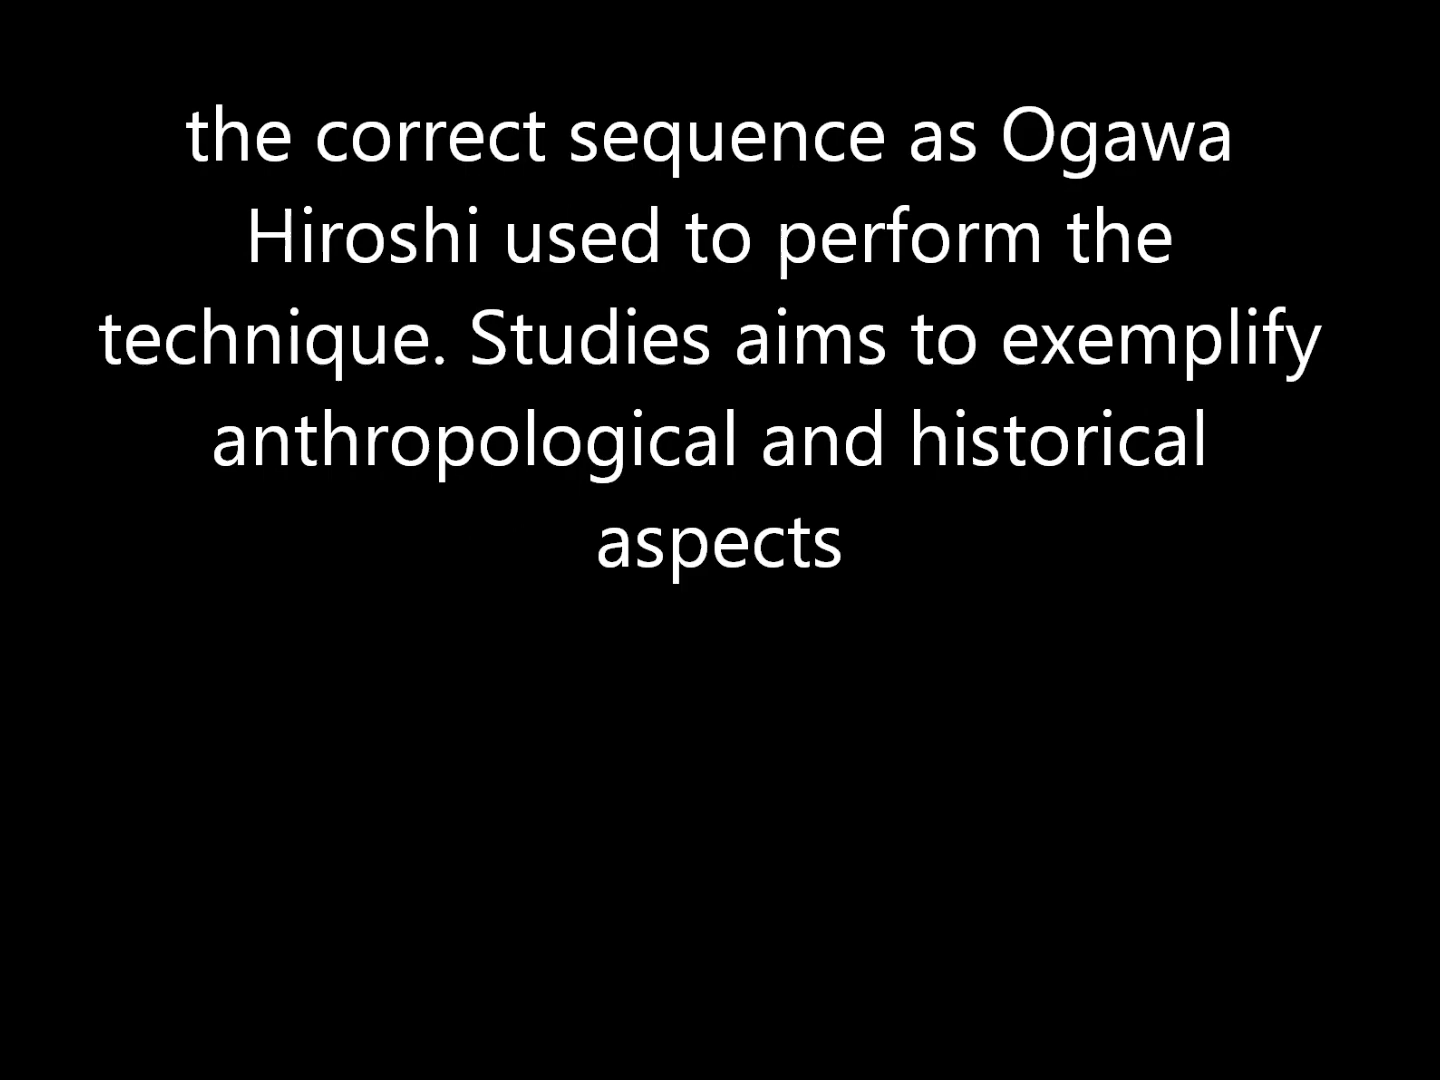 the correct sequence as Ogawa
Hiroshi used to perform the
technique. Studies aims to exemplify
anthropological and historical
aspects